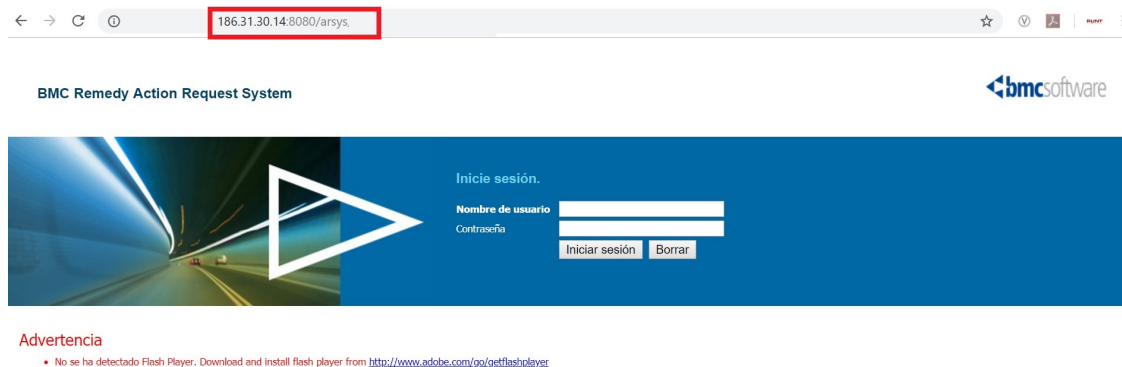 186.31.30.14:8080/arsys,
RUNT
BMC Remedy Action Request System
bmcsoftware
Inicie sesión.
Nombre de usuario
Contraseña
Iniciar sesión Borrar
Advertencia
• No se ha detectado Flash Player. Download and install flash player from http://www.adobe.com/go/getflashplayer